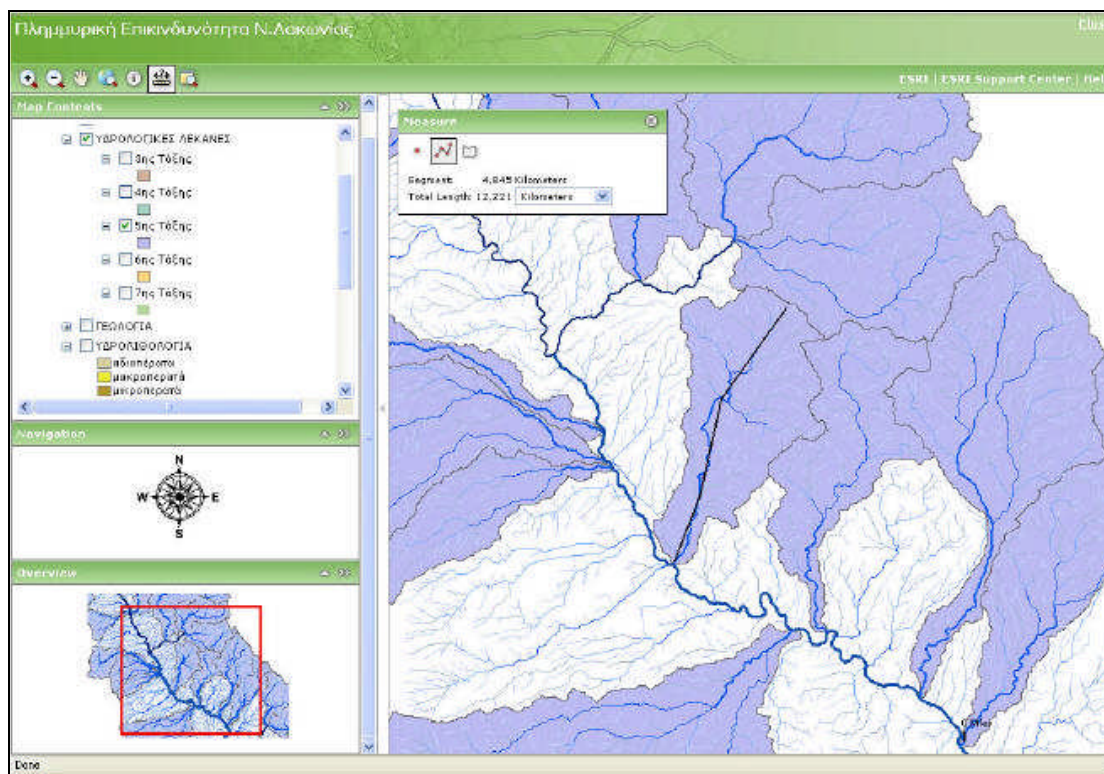 Πλημμυρική Επικινδυνότητα Ν.Λακωνίας
ESRI | ESRI Support Center | Hel
Map Contents
ΥΔΡΟΛΟΓΙΚΕΣ ΛΕΚΑΝΕΣ
3ης Τάξης
4ης Τάξης
5ης Τάξης
6ης Τάξης
7ης Τάξης
ΓΕΩΛΟΓΙΑ
ΥΔΡΟΛΙΘΟΛΟΓΙΑ
αδιαπέρατα
μακροπερατά
μικροπερατά
Navigation
N
W E
S
Overview
Measure
Segment: 4,845 Kilometers
Total Length: 12,221 Kilometers
Done